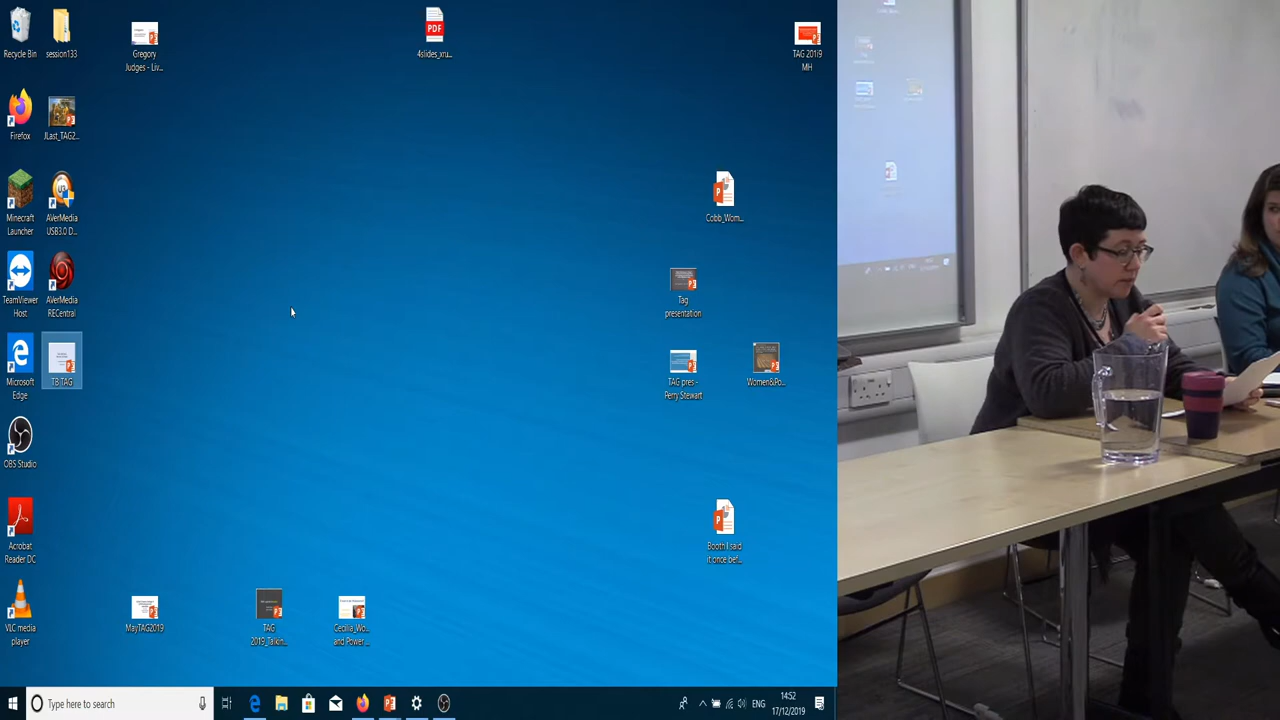 Recycle Bin
session133
Gregory
Judges - Liv...
PDF
4slides_xru...
TAG 2019
MH
Firefox
JLast_TAG2...
Minecraft
Launcher
AVerMedia
USB3.0 D...
Cobb_Wom...
TeamViewer
Host
AVerMedia
RECentral
Tag
presentation
Microsoft
Edge
TB TAG
TAG pres -
Perry Stewart
Women&Po...
OBS Studio
Acrobat
Reader DC
Booth I said
it once bef...
VLC media
player
MayTAG2019
TAG
2019_Talkin...
Cecilia_Wo...
and Power ...
Type here to search
ENG
14:52
17/12/2019